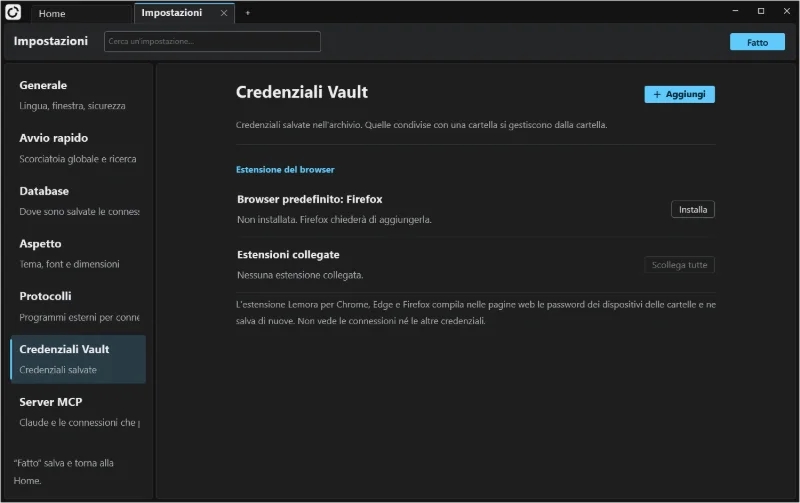 Home
Impostazioni
Impostazioni
Cerca un'impostazione...
Fatto
Generale
Lingua, finestra, sicurezza
Avvio rapido
Scorciatoia globale e ricerca
Database
Dove sono salvate le conness
Aspetto
Tema, font e dimensioni
Protocolli
Programmi esterni per conne
Credenziali Vault
Credenziali salvate
Server MCP
Claude e le connessioni che p
"Fatto" salva e torna alla
Home.
Credenziali Vault
+ Aggiungi
Credenziali salvate nell'archivio. Quelle condivise con una cartella si gestiscono dalla cartella.
Estensione del browser
Browser predefinito: Firefox
Non installata. Firefox chiederà di aggiungerla.
Installa
Estensioni collegate
Nessuna estensione collegata.
Scollega tutte
L'estensione Lemora per Chrome, Edge e Firefox compila nelle pagine web le password dei dispositivi delle cartelle e ne
salva di nuove. Non vede le connessioni né le altre credenziali.